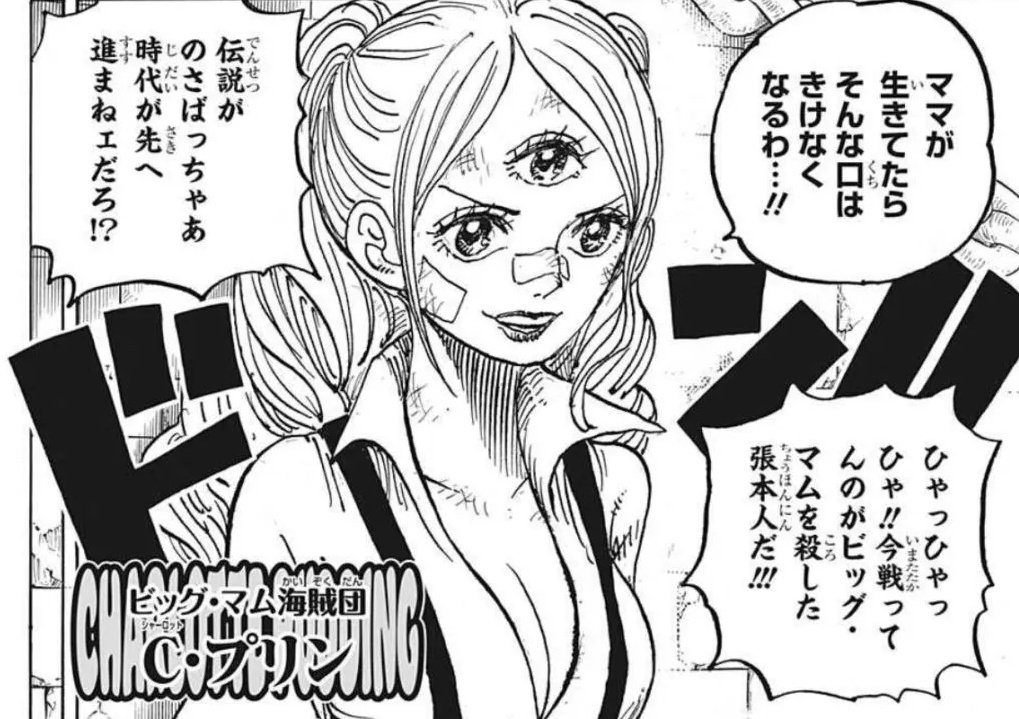 ママが
生きてたら
そんな口は
きけなく
なるわ…!!
ひゃっひゃっ
ひゃ!!今戦って
んのがビッグ・
マムを殺した
張本人だ!!!
伝説が
のさばっちゃあ
時代が先へ
進まねェだろ!?
ドンッ
CHARLOTTE PUDDING
ビッグ・マム海賊団
C・プリン